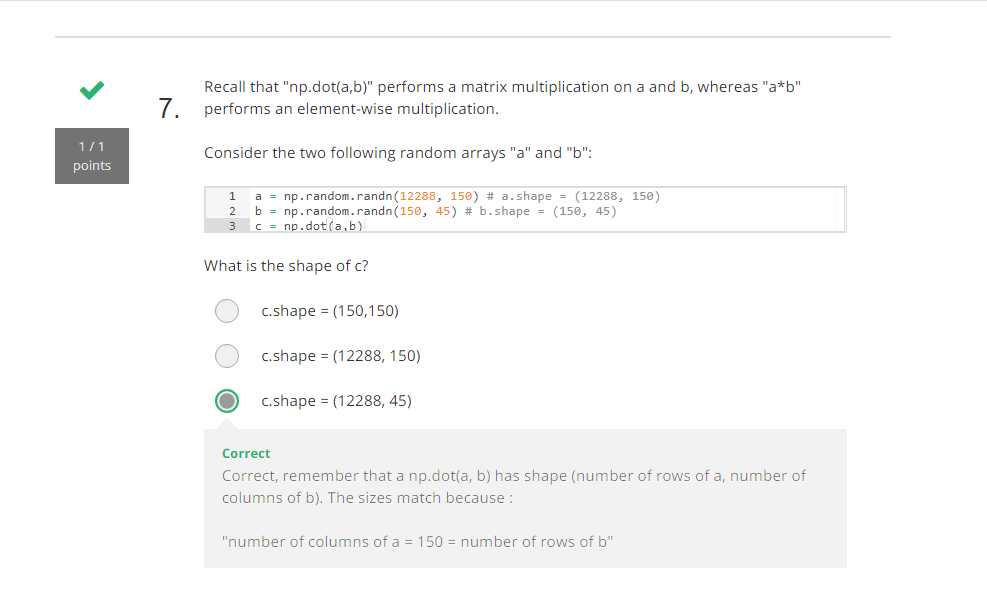 7.
1 / 1
points
Recall that "np.dot(a,b)" performs a matrix multiplication on a and b, whereas "a*b"
performs an element-wise multiplication.
Consider the two following random arrays "a" and "b":
1 a = np.random.randn(12288, 150) # a.shape = (12288, 150)
2 b = np.random.randn(150, 45) # b.shape = (150, 45)
3 c = np.dot(a,b)
What is the shape of c?
c.shape = (150,150)
c.shape = (12288, 150)
c.shape = (12288, 45)
Correct
Correct, remember that a np.dot(a, b) has shape (number of rows of a, number of
columns of b). The sizes match because :
"number of columns of a = 150 = number of rows of b"